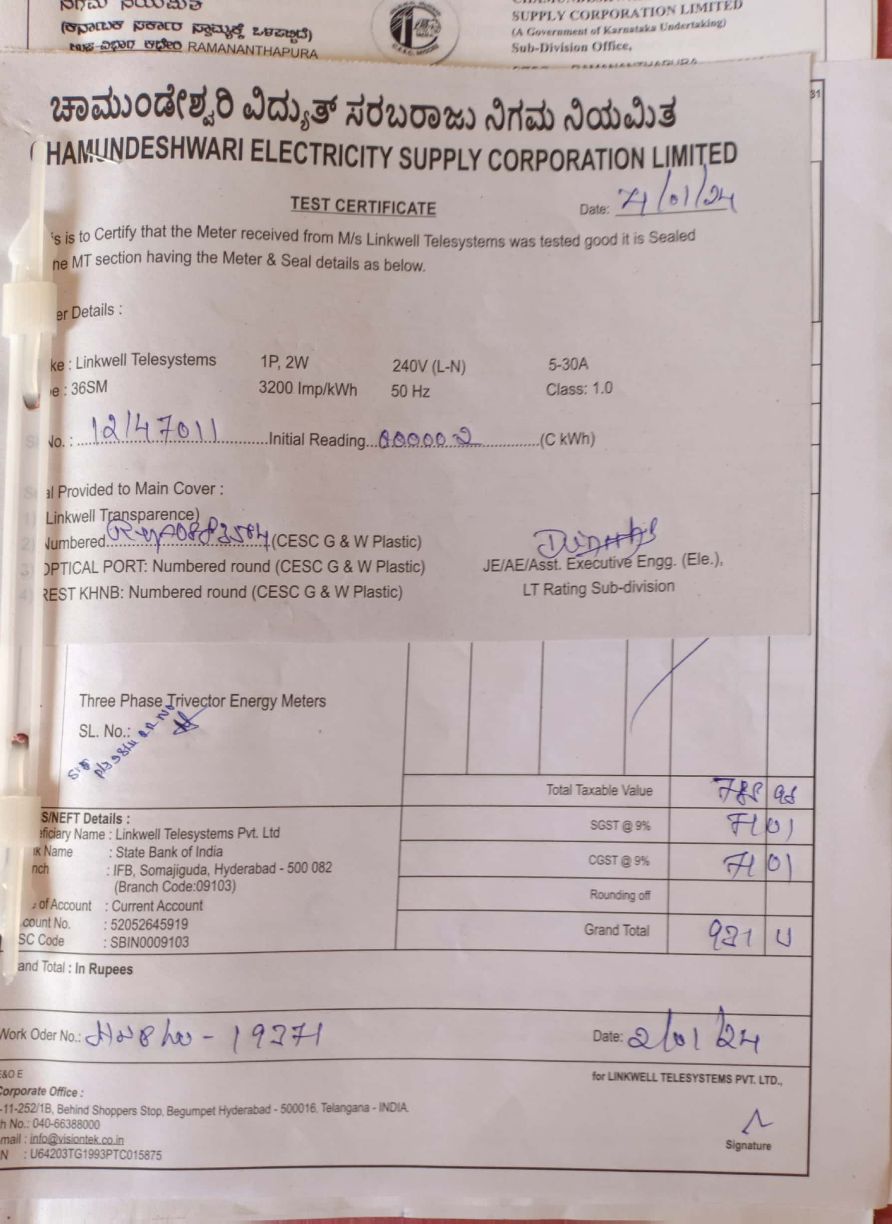 ನಿಗಮ ನಿಯಮಿತ
SUPPLY CORPORATION LIMITED
(A Government of Karnataka Undertaking)
RAMANANTHAPURA
Sub-Division Office,
31
ಚಾಮುಂಡೇಶ್ವರಿ ವಿದ್ಯುತ್ ಸರಬರಾಜು ನಿಗಮ ನಿಯಮಿತ
HAMUNDESHWARI ELECTRICITY SUPPLY CORPORATION LIMITED
TEST CERTIFICATE
Date:
's is to Certify that the Meter received from M/s Linkwell Telesystems was tested good it is Sealed
ne MT section having the Meter & Seal details as below.
er Details :
ke : Linkwell Telesystems 1P, 2W 240V (L-N) 5-30A
e : 36SM 3200 Imp/kWh 50 Hz Class: 1.0
No. : 12147011 Initial Reading...000002 (C kWh)
al Provided to Main Cover :
Linkwell Transparence)
Numbered (CESC G & W Plastic)
OPTICAL PORT: Numbered round (CESC G & W Plastic)
JE/AE/Asst. Executive Engg. (Ele.),
REST KHNB: Numbered round (CESC G & W Plastic)
LT Rating Sub-division
Three Phase Trivector Energy Meters
SL. No.:
Total Taxable Value
S/NEFT Details :
eficiary Name : Linkwell Telesystems Pvt. Ltd
SGST @ 9% 71 01
k Name : State Bank of India
nch : IFB, Somajiguda, Hyderabad - 500 082
(Branch Code:09103)
CGST @ 9% 71 01
of Account : Current Account
Rounding off
count No. : 52052645919
SC Code : SBIN0009103
Grand Total 931
and Total : In Rupees
Work Oder No.: - 19371
Date: 2/01/24
E&O E
for LINKWELL TELESYSTEMS PVT. LTD.,
Corporate Office :
-11-252/1B, Behind Shoppers Stop, Begumpet Hyderabad - 500016, Telangana - INDIA.
h No.: 040-66388000
mail : info@visiontek.co.in
N : U64203TG1993PTC015875
Signature